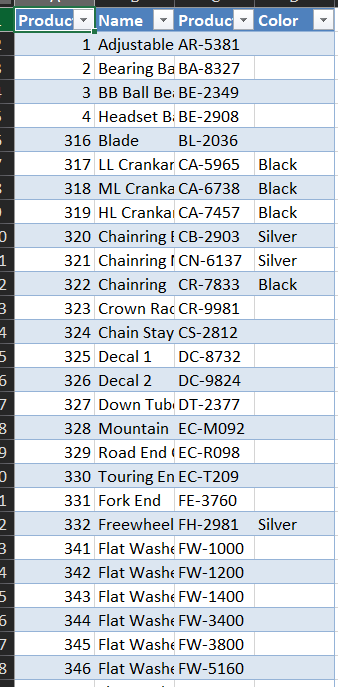 Produc Name Produc Color
1 Adjustable AR-5381
2 Bearing Ba BA-8327
3 BB Ball Bea BE-2349
4 Headset Ba BE-2908
316 Blade BL-2036
317 LL Crankar CA-5965 Black
318 ML Cranka CA-6738 Black
319 HL Crankar CA-7457 Black
320 Chainring B CB-2903 Silver
321 Chainring N CN-6137 Silver
322 Chainring CR-7833 Black
323 Crown Rac CR-9981
324 Chain Stay CS-2812
325 Decal 1 DC-8732
326 Decal 2 DC-9824
327 Down Tube DT-2377
328 Mountain EC-M092
329 Road End C EC-R098
330 Touring En EC-T209
331 Fork End FE-3760
332 Freewheel FH-2981 Silver
341 Flat Washe FW-1000
342 Flat Washe FW-1200
343 Flat Washe FW-1400
344 Flat Washe FW-3400
345 Flat Washe FW-3800
346 Flat Washe FW-5160